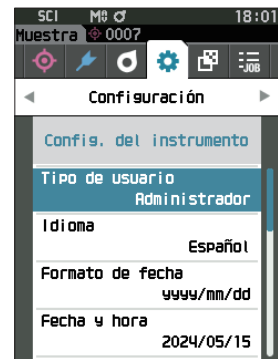 SCI M⚙ ♂ 18:01
Muestra 0007
-JOB
Configuración
Config. del instrumento
Tipo de usuario
Administrador
Idioma
Español
Formato de fecha
yyyy/mm/dd
Fecha y hora
2024/05/15